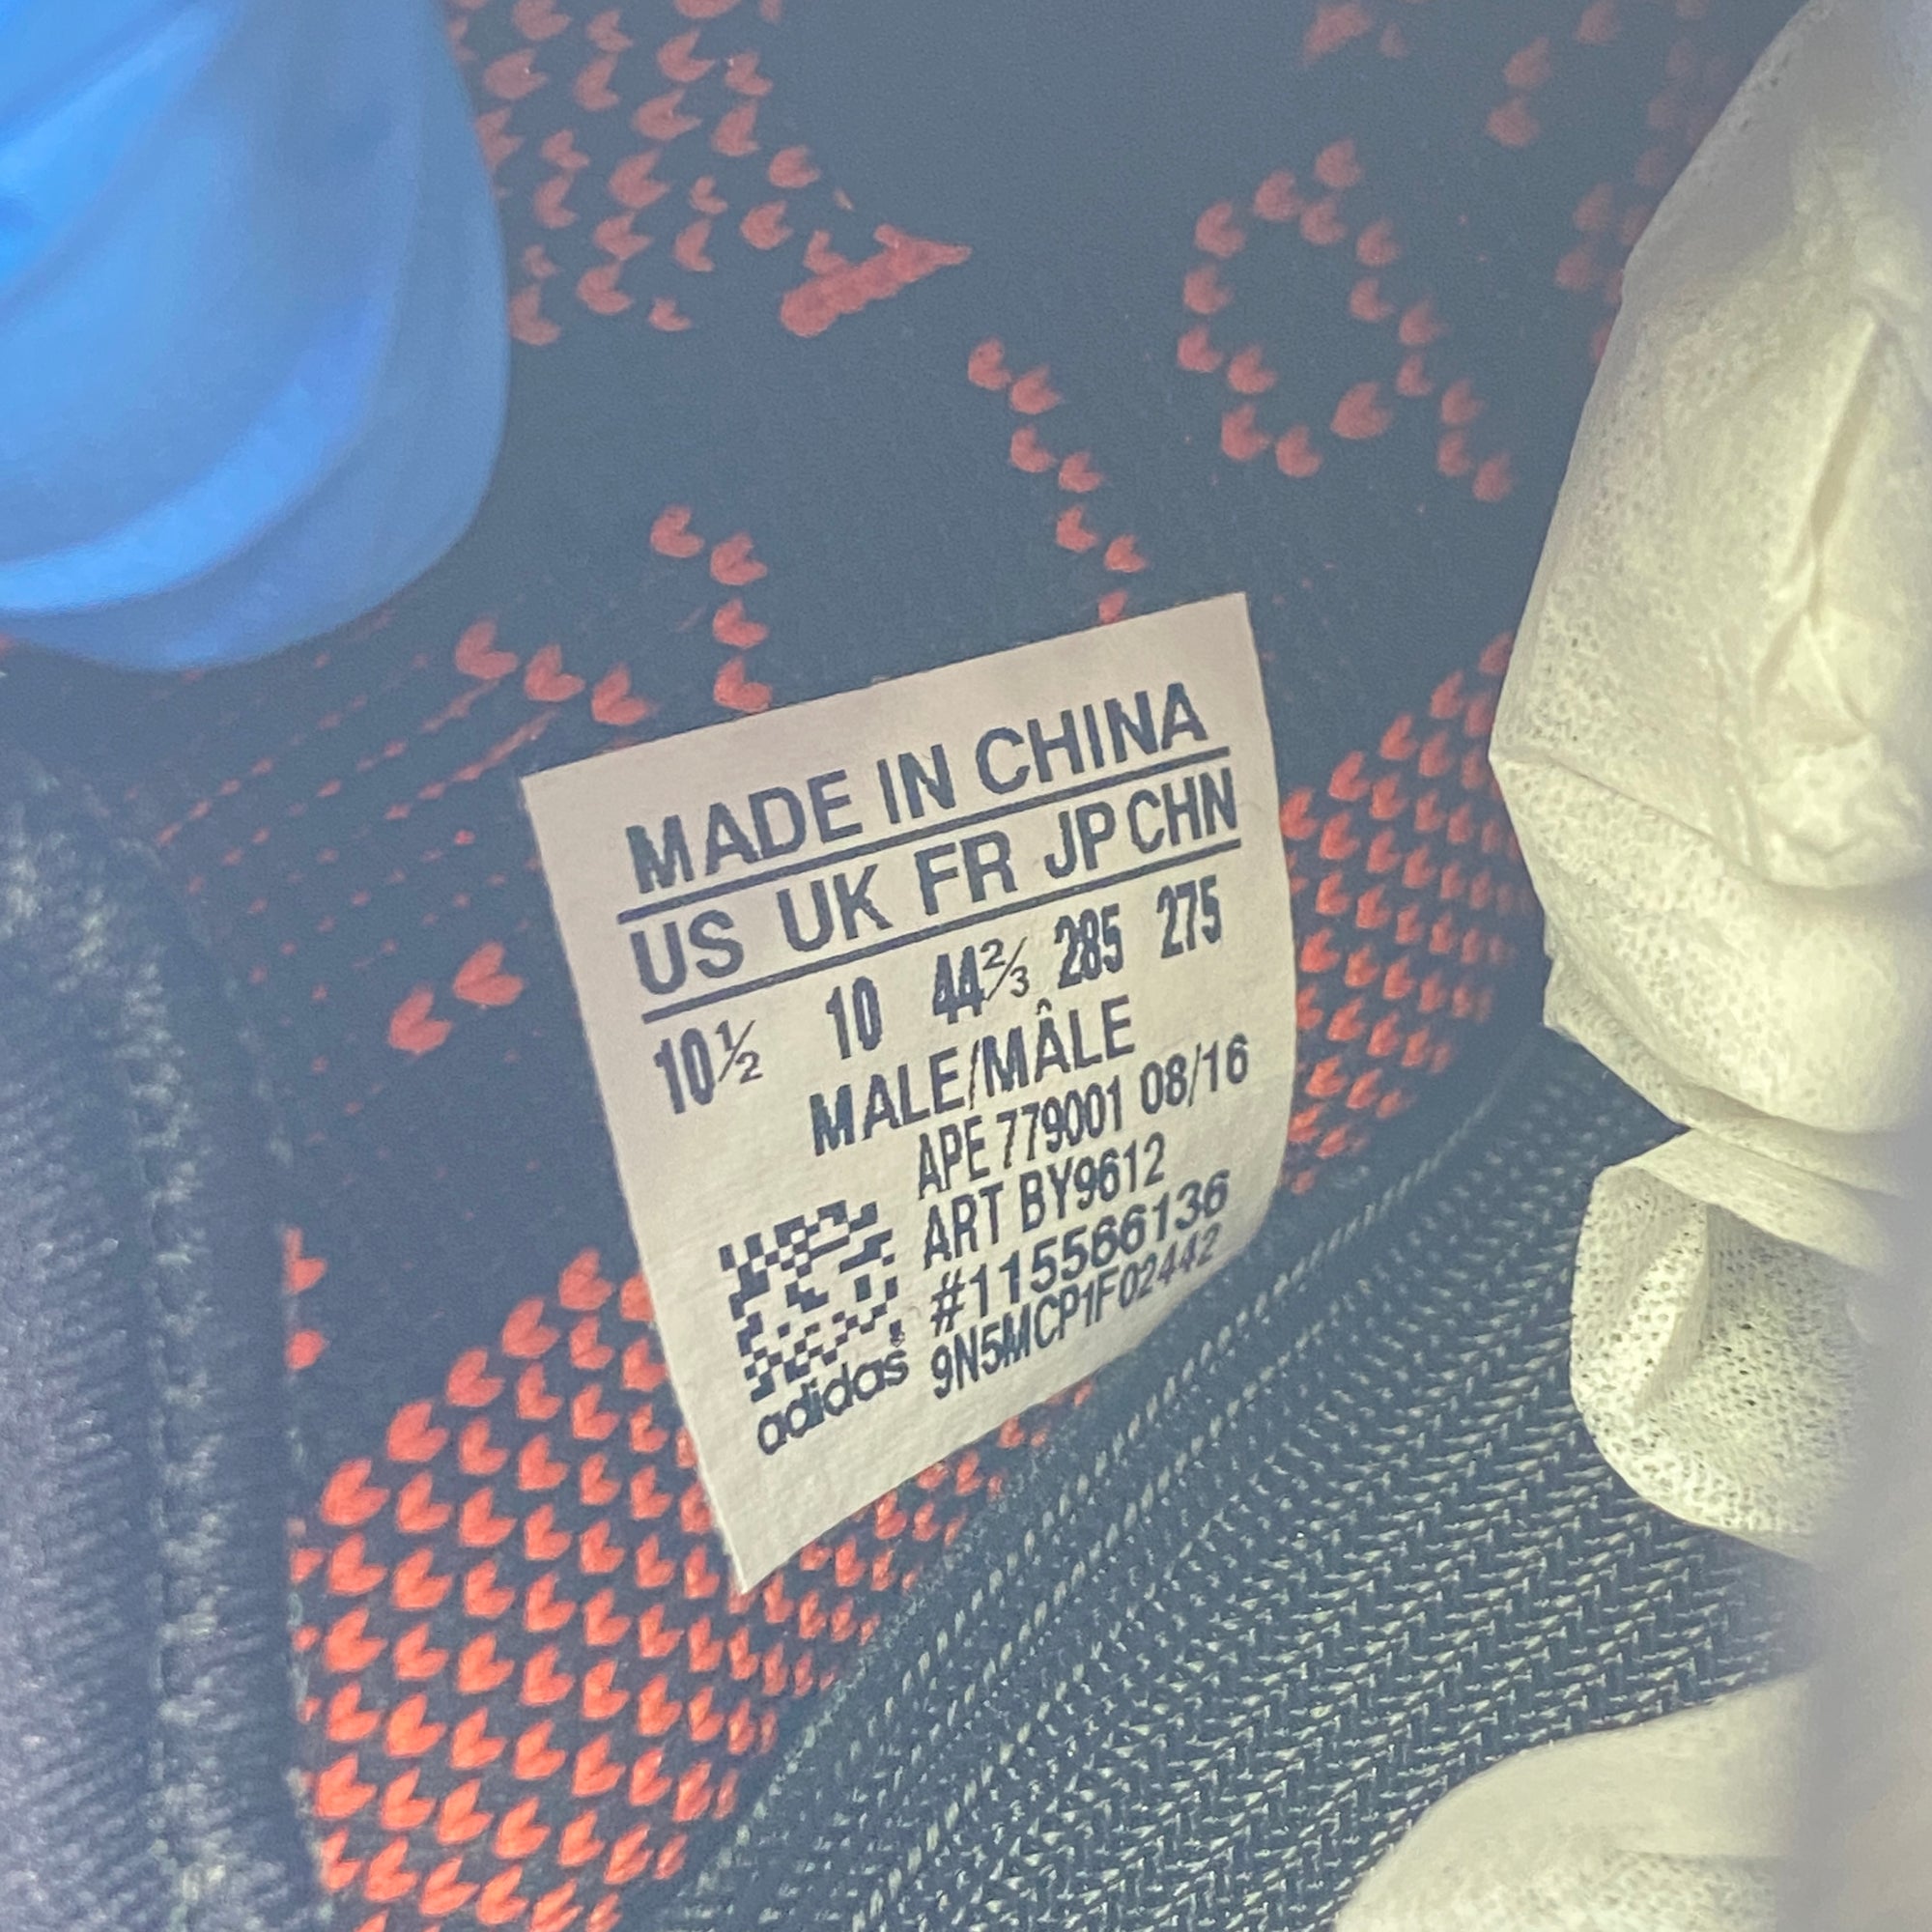 MADE IN CHINA
US UK FR JP CHN
10½ 10 44⅔ 285 275
MALE/MÂLE
APE 779001 08/16
ART BY9612
#115566136
9N5MCP1F02442
adidas